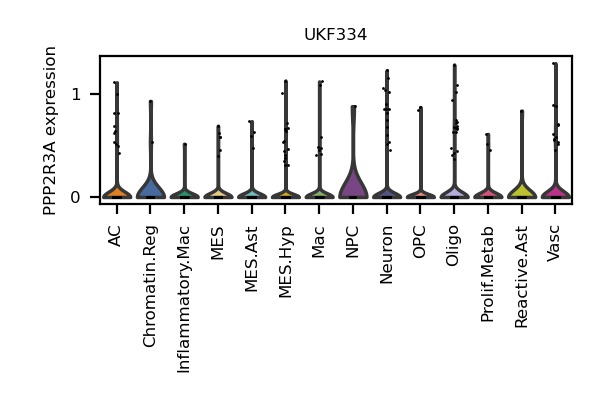 UKF334
PPP2R3A expression
1
0
AC
Chromatin.Reg
Inflammatory.Mac
MES
MES.Ast
MES.Hyp
Mac
NPC
Neuron
OPC
Oligo
Prolif.Metab
Reactive.Ast
Vasc